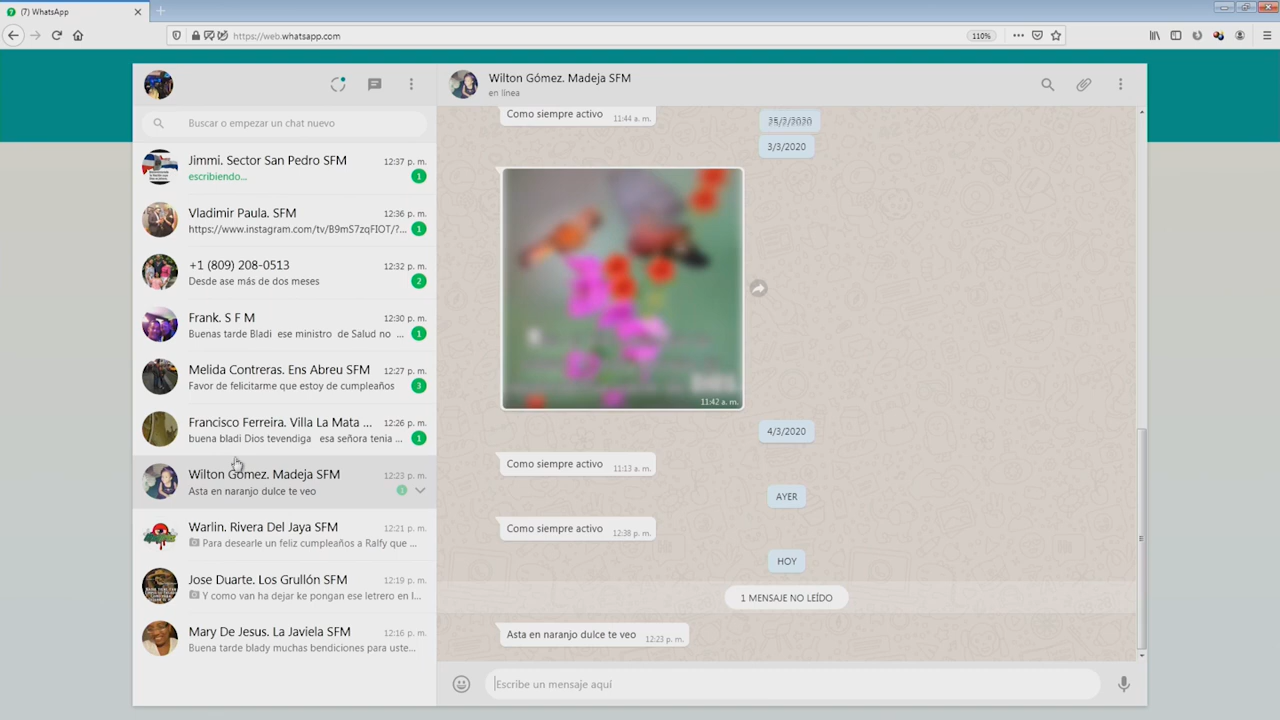 (7) WhatsApp
https://web.whatsapp.com
110%
Buscar o empezar un chat nuevo
Jimmi. Sector San Pedro SFM
12:37 p. m.
escribiendo...
1
Vladimir Paula. SFM
12:36 p. m.
https://www.instagram.com/tv/B9mS7zqFIOT/?...
1
+1 (809) 208-0513
12:32 p. m.
Desde ase más de dos meses
2
Frank. S F M
12:30 p. m.
Buenas tarde Bladi ese ministro de Salud no ...
1
Melida Contreras. Ens Abreu SFM
12:27 p. m.
Favor de felicitarme que estoy de cumpleaños
3
Francisco Ferreira. Villa La Mata ...
12:26 p. m.
buena bladi Dios tevendiga esa señora tenia ...
1
Wilton Gómez. Madeja SFM
12:23 p. m.
Asta en naranjo dulce te veo
1
Warlin. Rivera Del Jaya SFM
12:21 p. m.
Para desearle un feliz cumpleaños a Ralfy que ...
Jose Duarte. Los Grullón SFM
12:19 p. m.
Y como van ha dejar ke pongan ese letrero en l...
Mary De Jesus. La Javiela SFM
12:16 p. m.
Buena tarde blady muchas bendiciones para uste...
Wilton Gómez. Madeja SFM
en línea
Como siempre activo
11:44 a. m.
3/3/2020
11:42 a. m.
4/3/2020
Como siempre activo
11:13 a. m.
AYER
Como siempre activo
12:38 p. m.
HOY
1 MENSAJE NO LEÍDO
Asta en naranjo dulce te veo
12:23 p. m.
Escribe un mensaje aquí